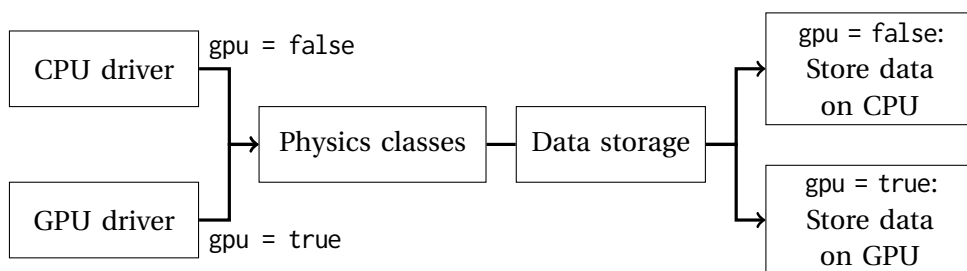 CPU driver
gpu = false
GPU driver
gpu = true
Physics classes
Data storage
gpu = false:
Store data
on CPU
gpu = true:
Store data
on GPU